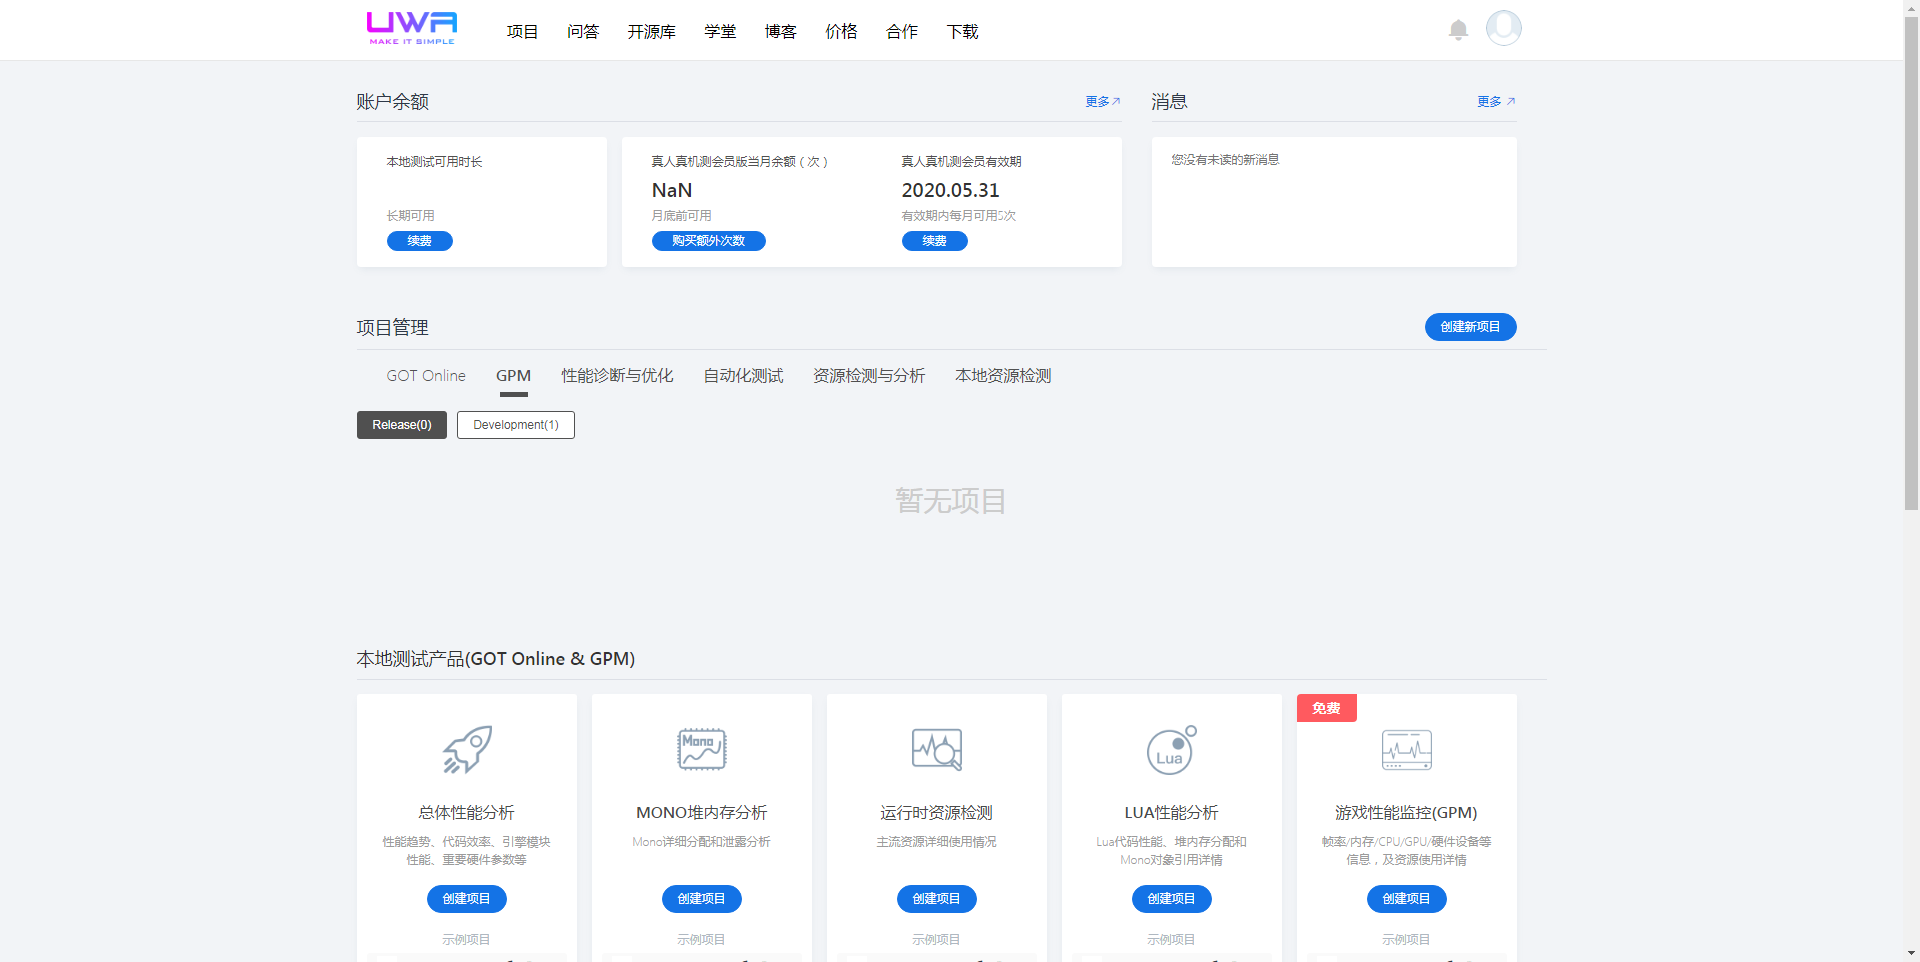 UWA
MAKE IT SIMPLE
项目 问答 开源库 学堂 博客 价格 合作 下载
账户余额 更多
消息 更多
本地测试可用时长
长期可用
续费
真人真机测会员版当月余额（次）
NaN
月底前可用
购买额外次数
真人真机测会员有效期
2020.05.31
有效期内每月可用5次
续费
您没有未读的新消息
项目管理 创建新项目
GOT Online GPM 性能诊断与优化 自动化测试 资源检测与分析 本地资源检测
Release(0) Development(1)
暂无项目
本地测试产品(GOT Online & GPM)
总体性能分析
性能趋势、代码效率、引擎模块
性能、重要硬件参数等
创建项目
示例项目
Mono
MONO堆内存分析
Mono详细分配和泄露分析
创建项目
示例项目
运行时资源检测
主流资源详细使用情况
创建项目
示例项目
Lua
LUA性能分析
Lua代码性能、堆内存分配和
Mono对象引用详情
创建项目
示例项目
免费
游戏性能监控(GPM)
帧率/内存/CPU/GPU/硬件设备等
信息，及资源使用详情
创建项目
示例项目